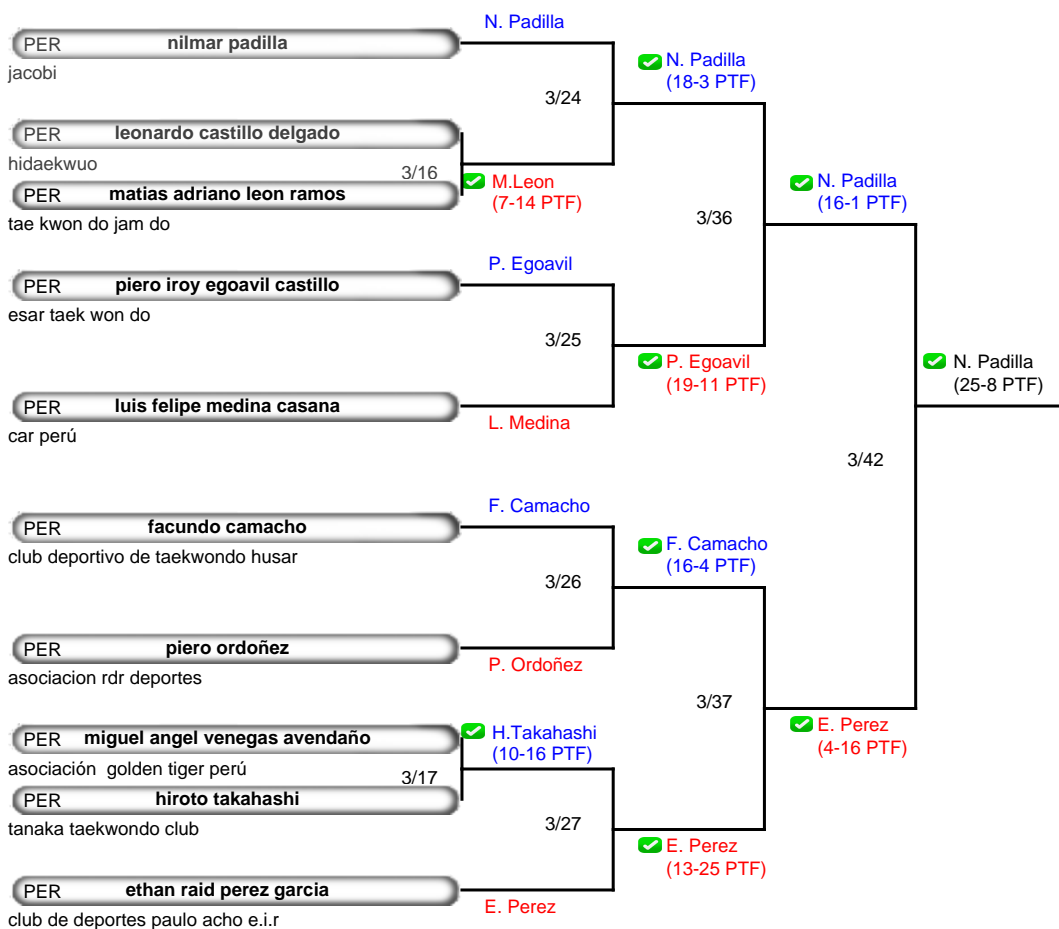 N. Padilla
PER nilmar padilla
jacobi
N. Padilla
(18-3 PTF)
3/24
PER leonardo castillo delgado
hidaekwuo
3/16
PER matias adriano leon ramos
tae kwon do jam do
M.Leon
(7-14 PTF)
N. Padilla
(16-1 PTF)
3/36
P. Egoavil
PER piero iroy egoavil castillo
esar taek won do
3/25
P. Egoavil
(19-11 PTF)
N. Padilla
(25-8 PTF)
PER luis felipe medina casana
car perú
L. Medina
3/42
F. Camacho
PER facundo camacho
club deportivo de taekwondo husar
F. Camacho
(16-4 PTF)
3/26
PER piero ordoñez
asociacion rdr deportes
P. Ordoñez
3/37
PER miguel angel venegas avendaño
asociación  golden tiger perú
H.Takahashi
(10-16 PTF)
E. Perez
(4-16 PTF)
3/17
PER hiroto takahashi
tanaka taekwondo club
3/27
E. Perez
(13-25 PTF)
PER ethan raid perez garcia
club de deportes paulo acho e.i.r
E. Perez